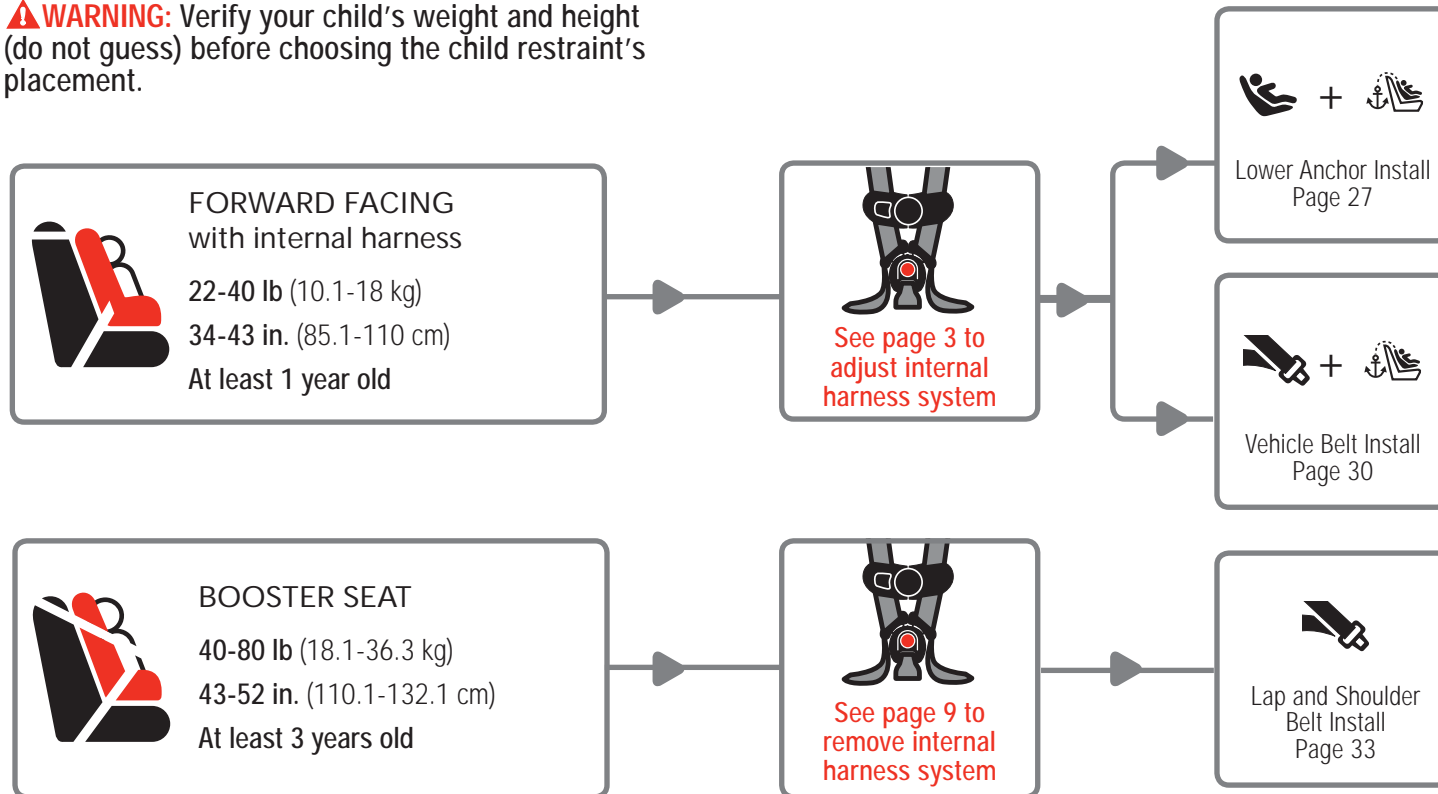 WARNING: Verify your child's weight and height
(do not guess) before choosing the child restraint's
placement.
FORWARD FACING
with internal harness
22-40 lb (10.1-18 kg)
34-43 in. (85.1-110 cm)
At least 1 year old
See page 3 to
adjust internal
harness system
+
Lower Anchor Install
Page 27
+
Vehicle Belt Install
Page 30
BOOSTER SEAT
40-80 lb (18.1-36.3 kg)
43-52 in. (110.1-132.1 cm)
At least 3 years old
See page 9 to
remove internal
harness system
Lap and Shoulder
Belt Install
Page 33